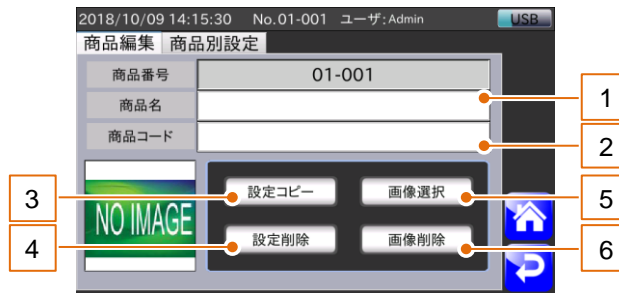 2018/10/09 14:15:30 No.01-001 ユーザ:Admin USB
商品編集 商品別設定
商品番号 01-001
商品名 1
商品コード 2
3 設定コピー 画像選択 5
NO IMAGE
4 設定削除 画像削除 6